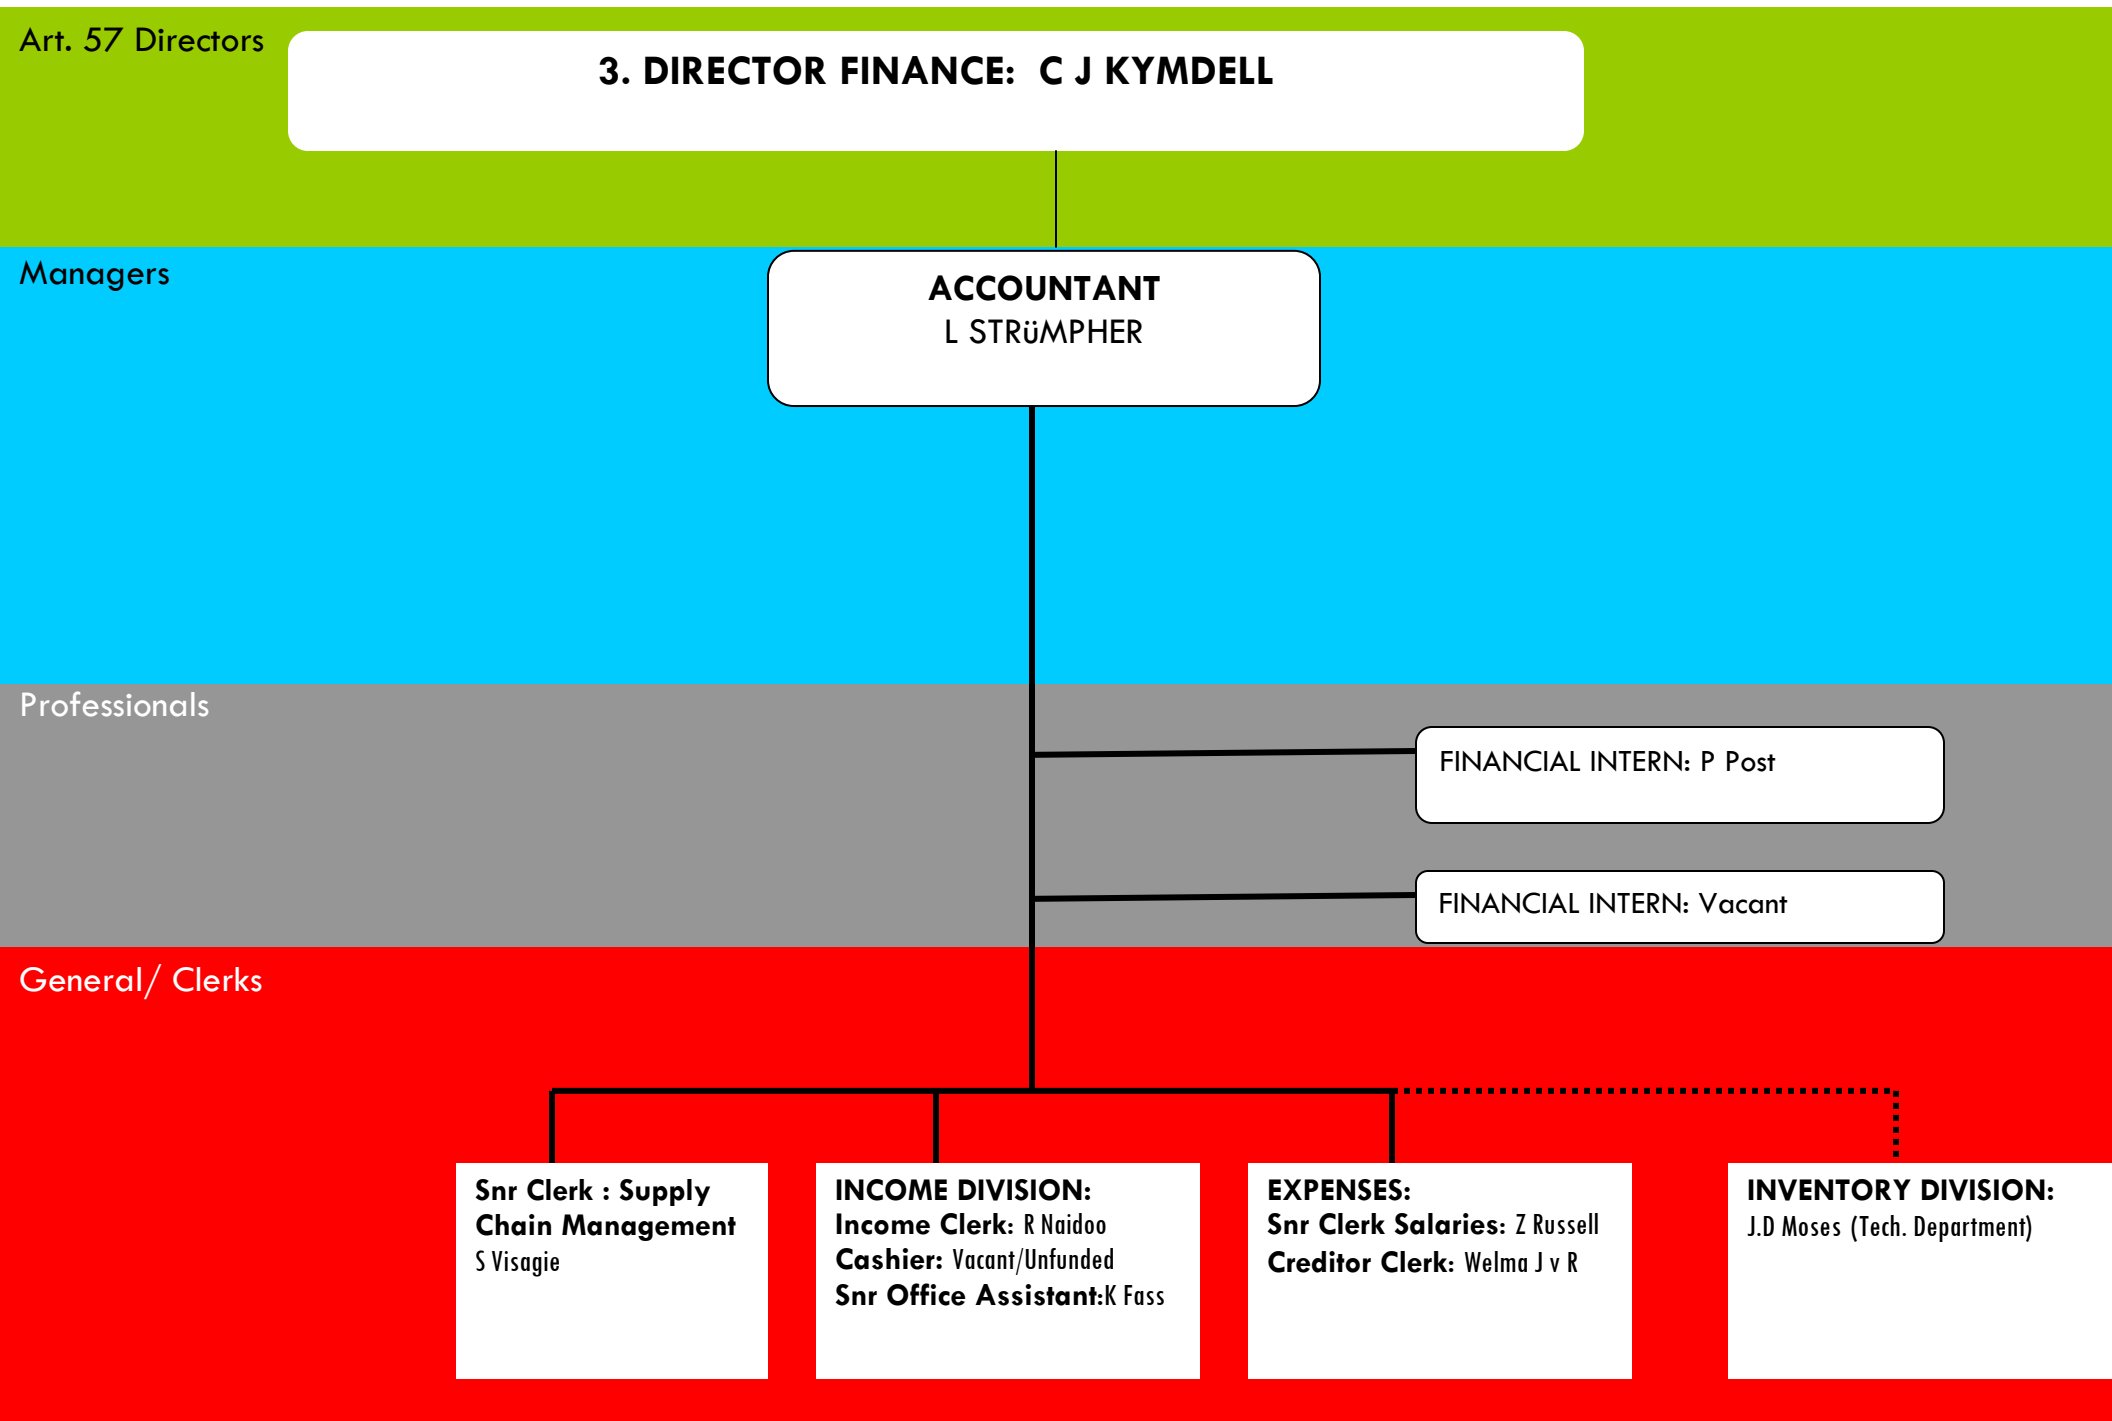 Art. 57 Directors
3. DIRECTOR FINANCE: C J KYMDELL
Managers
ACCOUNTANT
L STRüMPHER
Professionals
FINANCIAL INTERN: P Post
FINANCIAL INTERN: Vacant
General/ Clerks
Snr Clerk : Supply
Chain Management
S Visagie
INCOME DIVISION:
Income Clerk: R Naidoo
Cashier: Vacant/Unfunded
Snr Office Assistant:K Fass
EXPENSES:
Snr Clerk Salaries: Z Russell
Creditor Clerk: Welma J v R
INVENTORY DIVISION:
J.D Moses (Tech. Department)